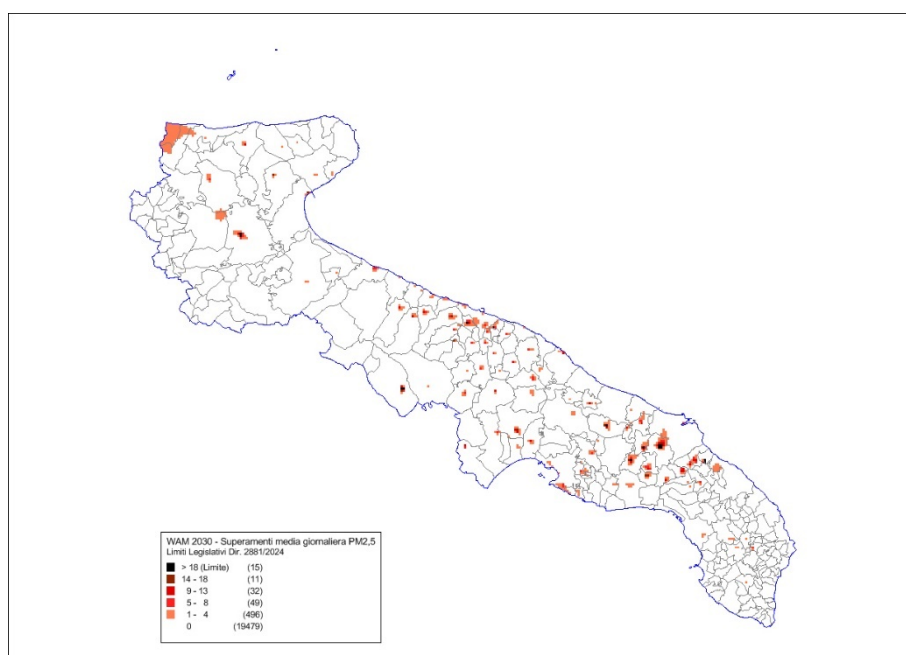 WAM 2030 - Superamenti media giornaliera PM2,5
Limiti Legislativi Dir. 2881/2024
> 18 (Limite) (15)
14 - 18 (11)
9 - 13 (32)
5 - 8 (49)
1 - 4 (496)
0 (19479)